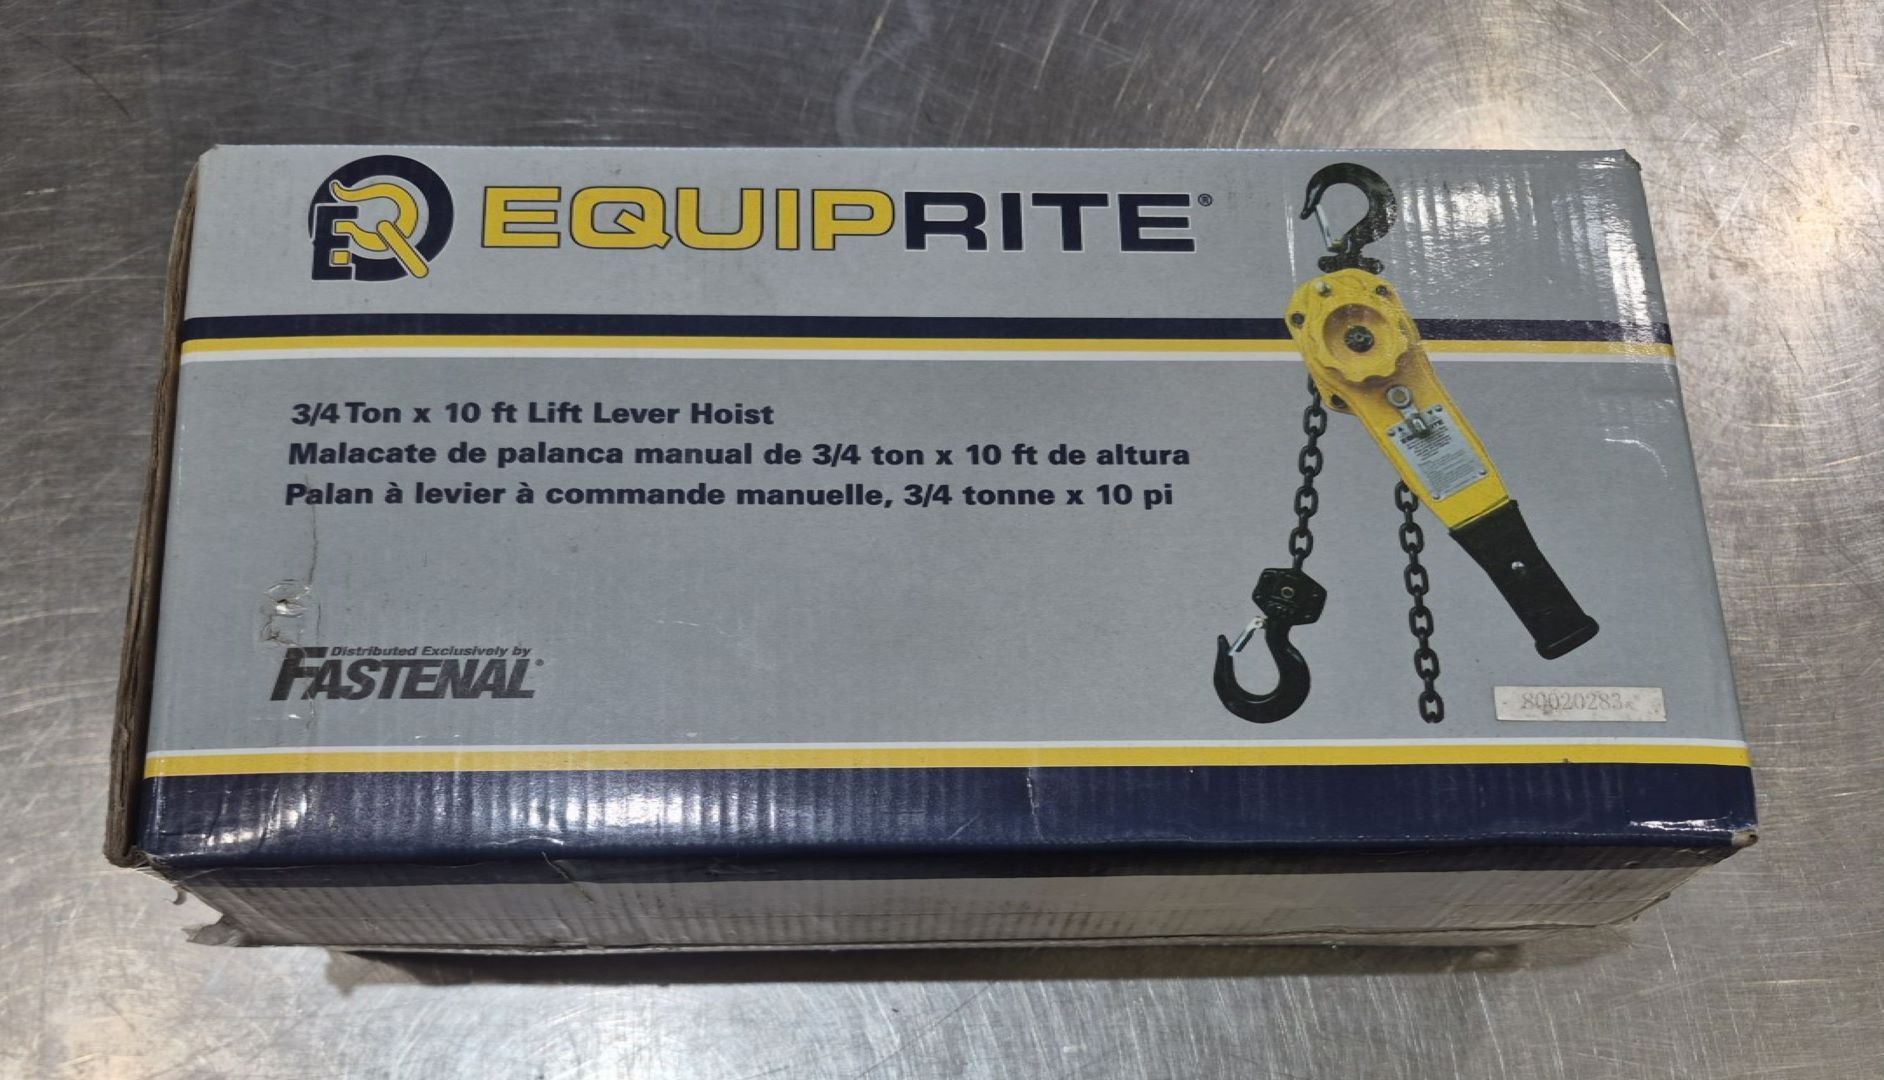 EQUIPRITE®
3/4 Ton x 10 ft Lift Lever Hoist
Malacate de palanca manual de 3/4 ton x 10 ft de altura
Palan à levier à commande manuelle, 3/4 tonne x 10 pi
Distributed Exclusively by
FASTENAL®
80020283